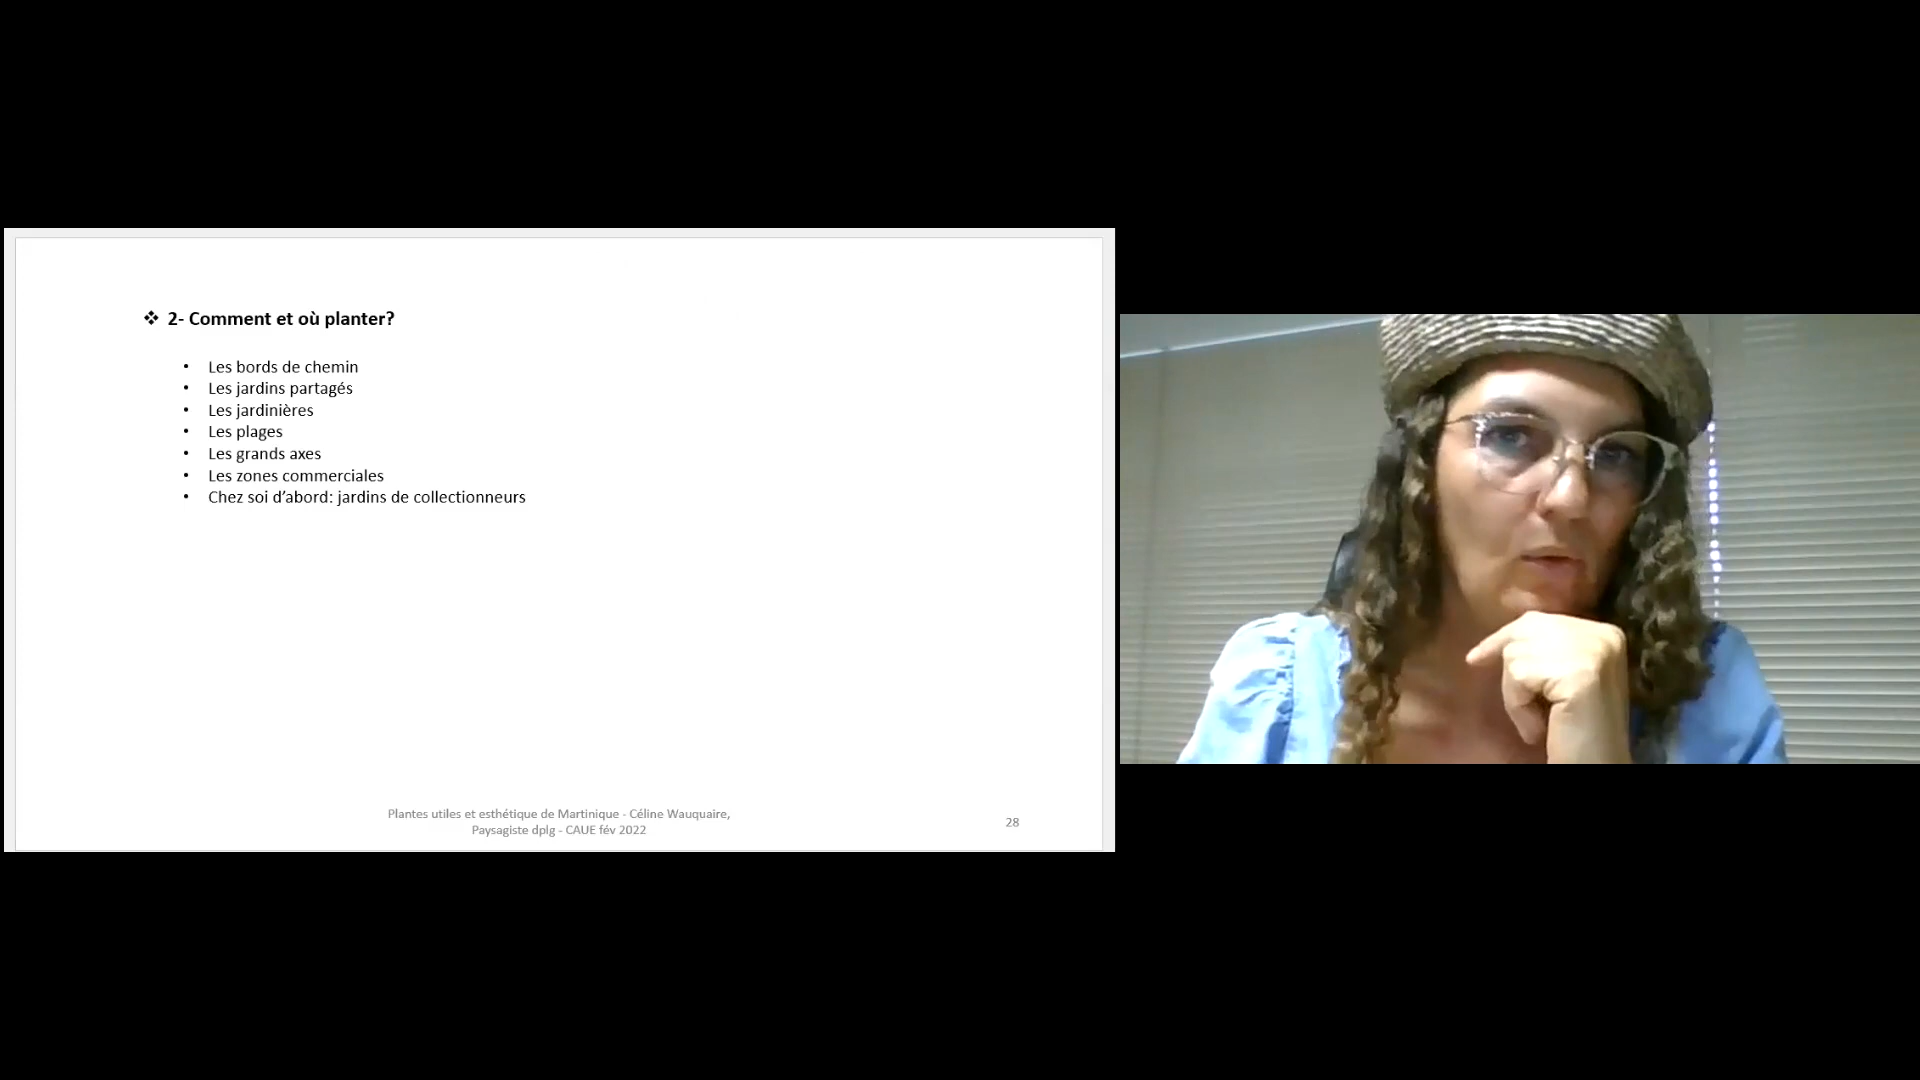 ❖ 2- Comment et où planter?
• Les bords de chemin
• Les jardins partagés
• Les jardinières
• Les plages
• Les grands axes
• Les zones commerciales
• Chez soi d’abord: jardins de collectionneurs
Plantes utiles et esthétique de Martinique - Céline Wauquaire,
Paysagiste dplg - CAUE fév 2022
28